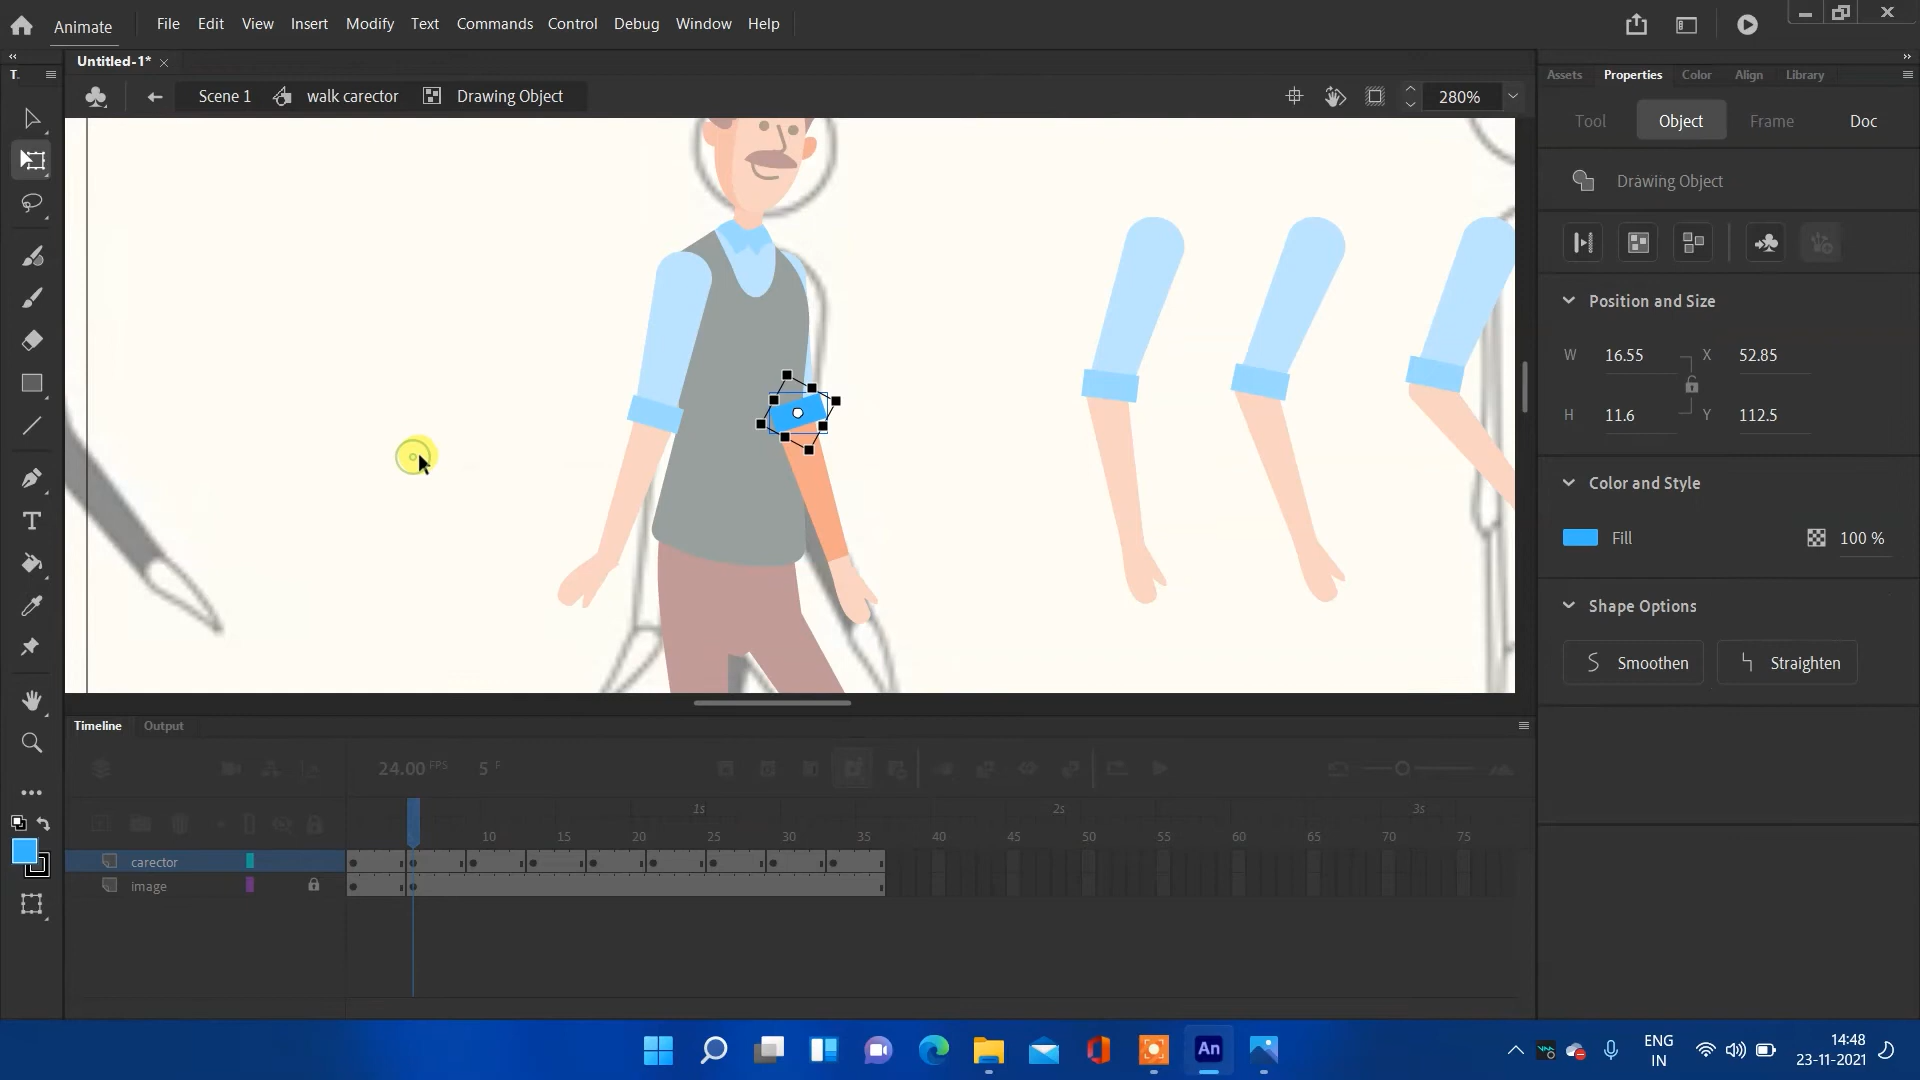 Animate File Edit View Insert Modify Text Commands Control Debug Window Help
T. Untitled-1*
Scene 1 walk carector Drawing Object 280%
Assets Properties Color Align Library
Tool Object Frame Doc
Drawing Object
Position and Size
W 16.55 X 52.85
H 11.6 Y 112.5
Color and Style
Fill 100 %
Shape Options
Smoothen Straighten
Timeline Output
24.00 FPS 5 F
1s 2s 3s
10 15 20 25 30 35 40 45 50 55 60 65 70 75
carector
image
An
ENG
IN
14:48
23-11-2021